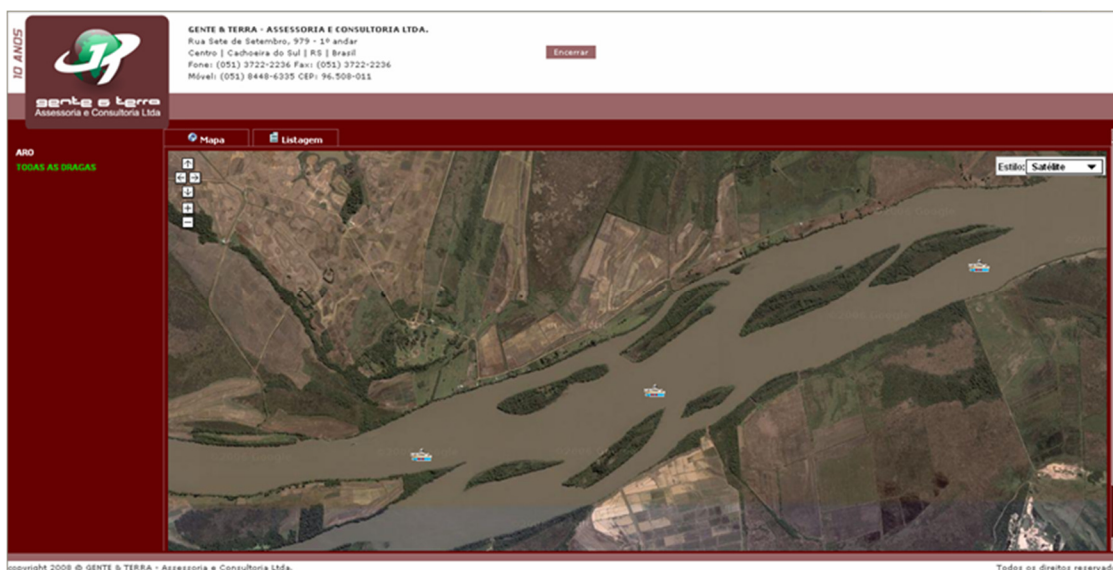 10 ANOS
gente & terra
Assessoria e Consultoria Ltda
GENTE & TERRA - ASSESSORIA E CONSULTORIA LTDA.
Rua Sete de Setembro, 979 - 1º andar
Centro | Cachoeira do Sul | RS | Brasil
Fone: (051) 3722-2236 Fax: (051) 3722-2236
Móvel: (051) 8448-6335 CEP: 96.508-011
Encerrar
Mapa
Listagem
ARO
TODAS AS DRAGAS
Estilo: Satélite
copyright 2008 @ GENTE & TERRA - Assessoria e Consultoria Ltda.
Todos os direitos reservad